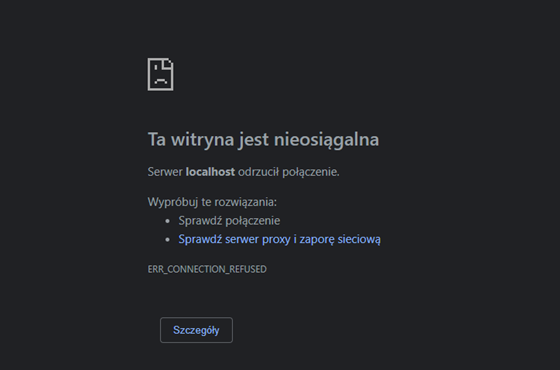 Ta witryna jest nieosiągalna
Serwer localhost odrzucił połączenie.
Wypróbuj te rozwiązania:
• Sprawdź połączenie
• Sprawdź serwer proxy i zaporę sieciową
ERR_CONNECTION_REFUSED
Szczegóły